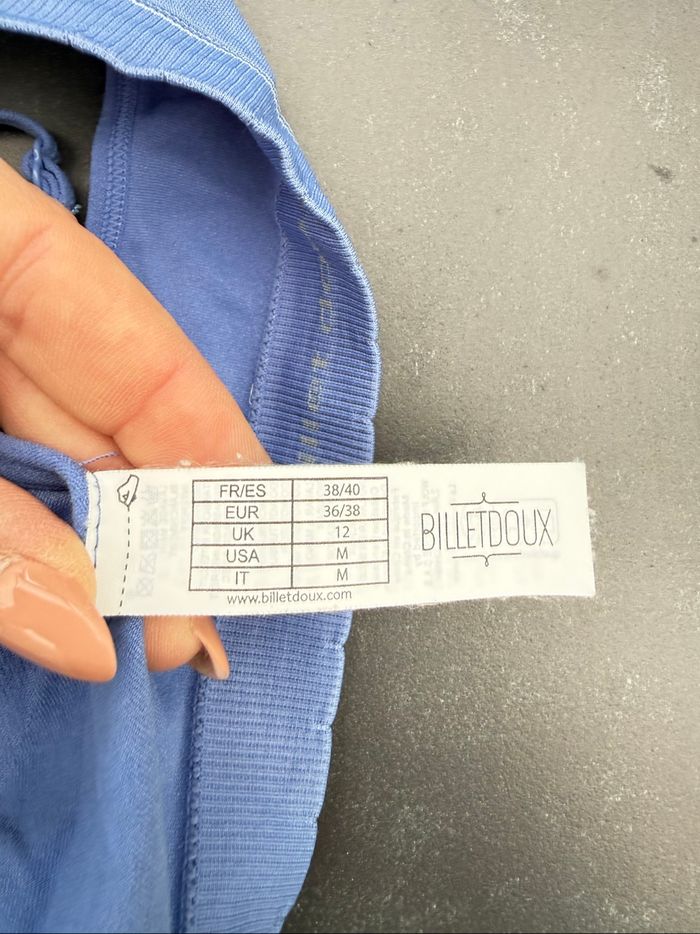 FR/ES 38/40
EUR 36/38
UK 12
USA M
IT M
www.billetdoux.com
BILLETDOUX